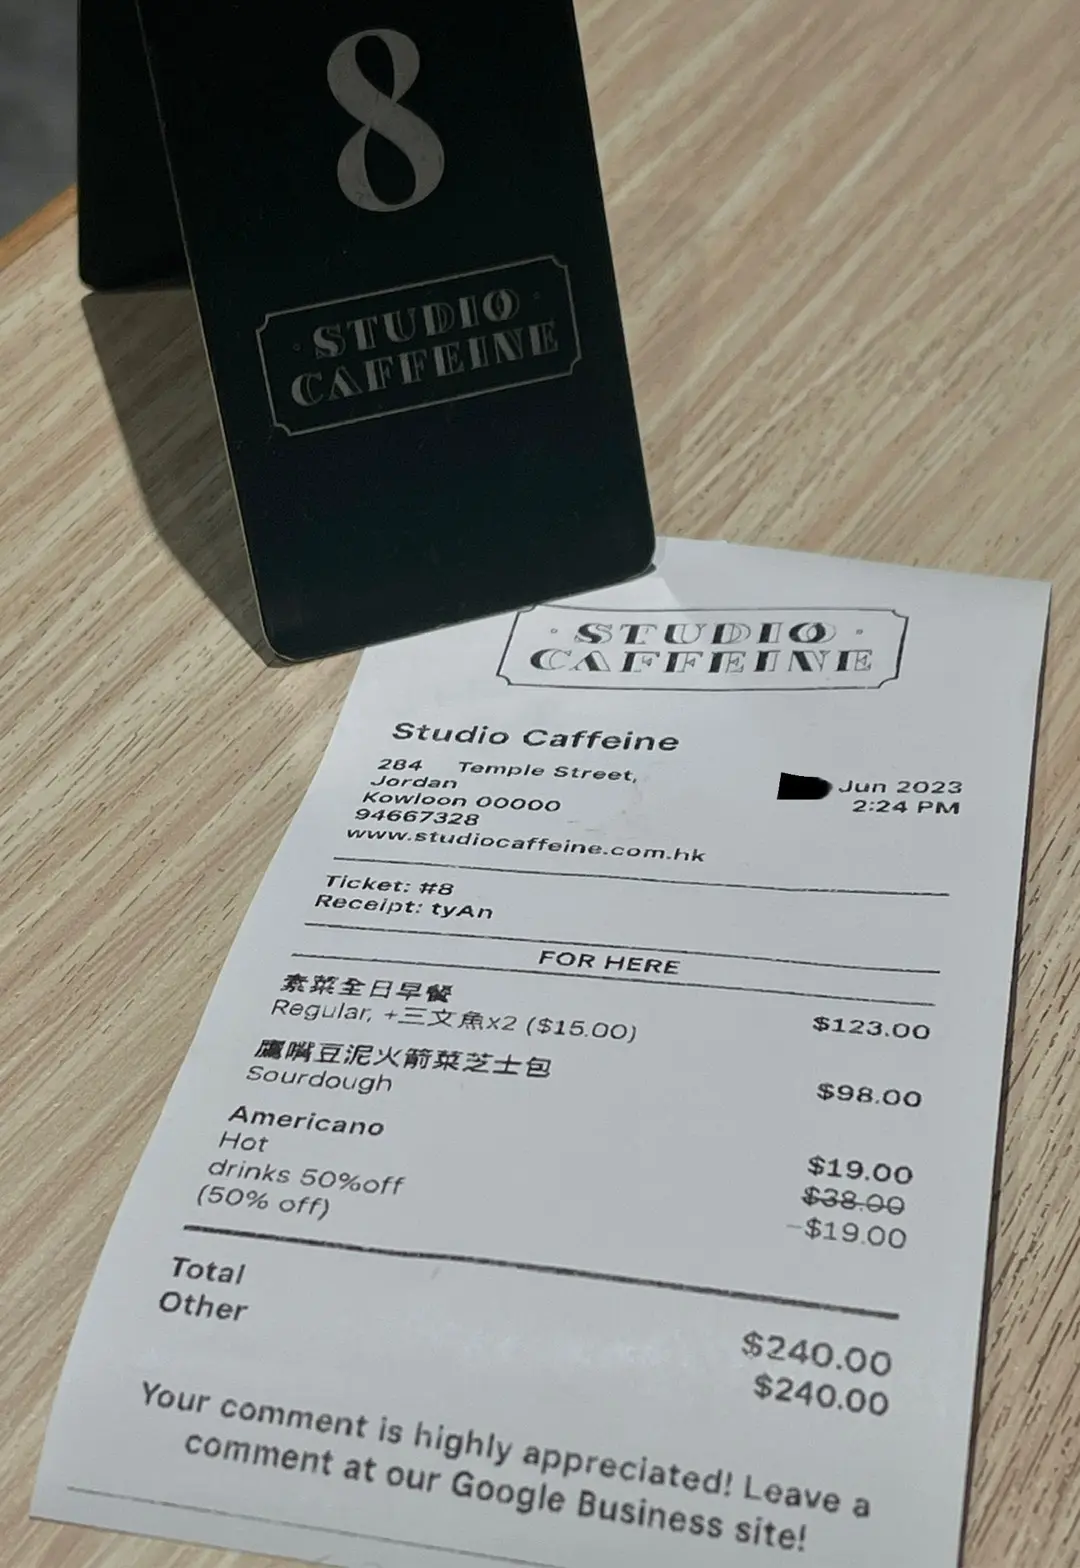 8
STUDIO
CAFFEINE
STUDIO
CAFFEINE
Studio Caffeine
284 Temple Street,
Jordan
Kowloon 00000
94667328
www.studiocaffeine.com.hk
Jun 2023
2:24 PM
Ticket: #8
Receipt: tyAn
FOR HERE
素菜全日早餐
Regular, +三文魚x2 ($15.00) $123.00
鷹嘴豆泥火箭菜芝士包
Sourdough $98.00
Americano
Hot $19.00
drinks 50%off $38.00
(50% off) -$19.00
Total $240.00
Other $240.00
Your comment is highly appreciated! Leave a
comment at our Google Business site!